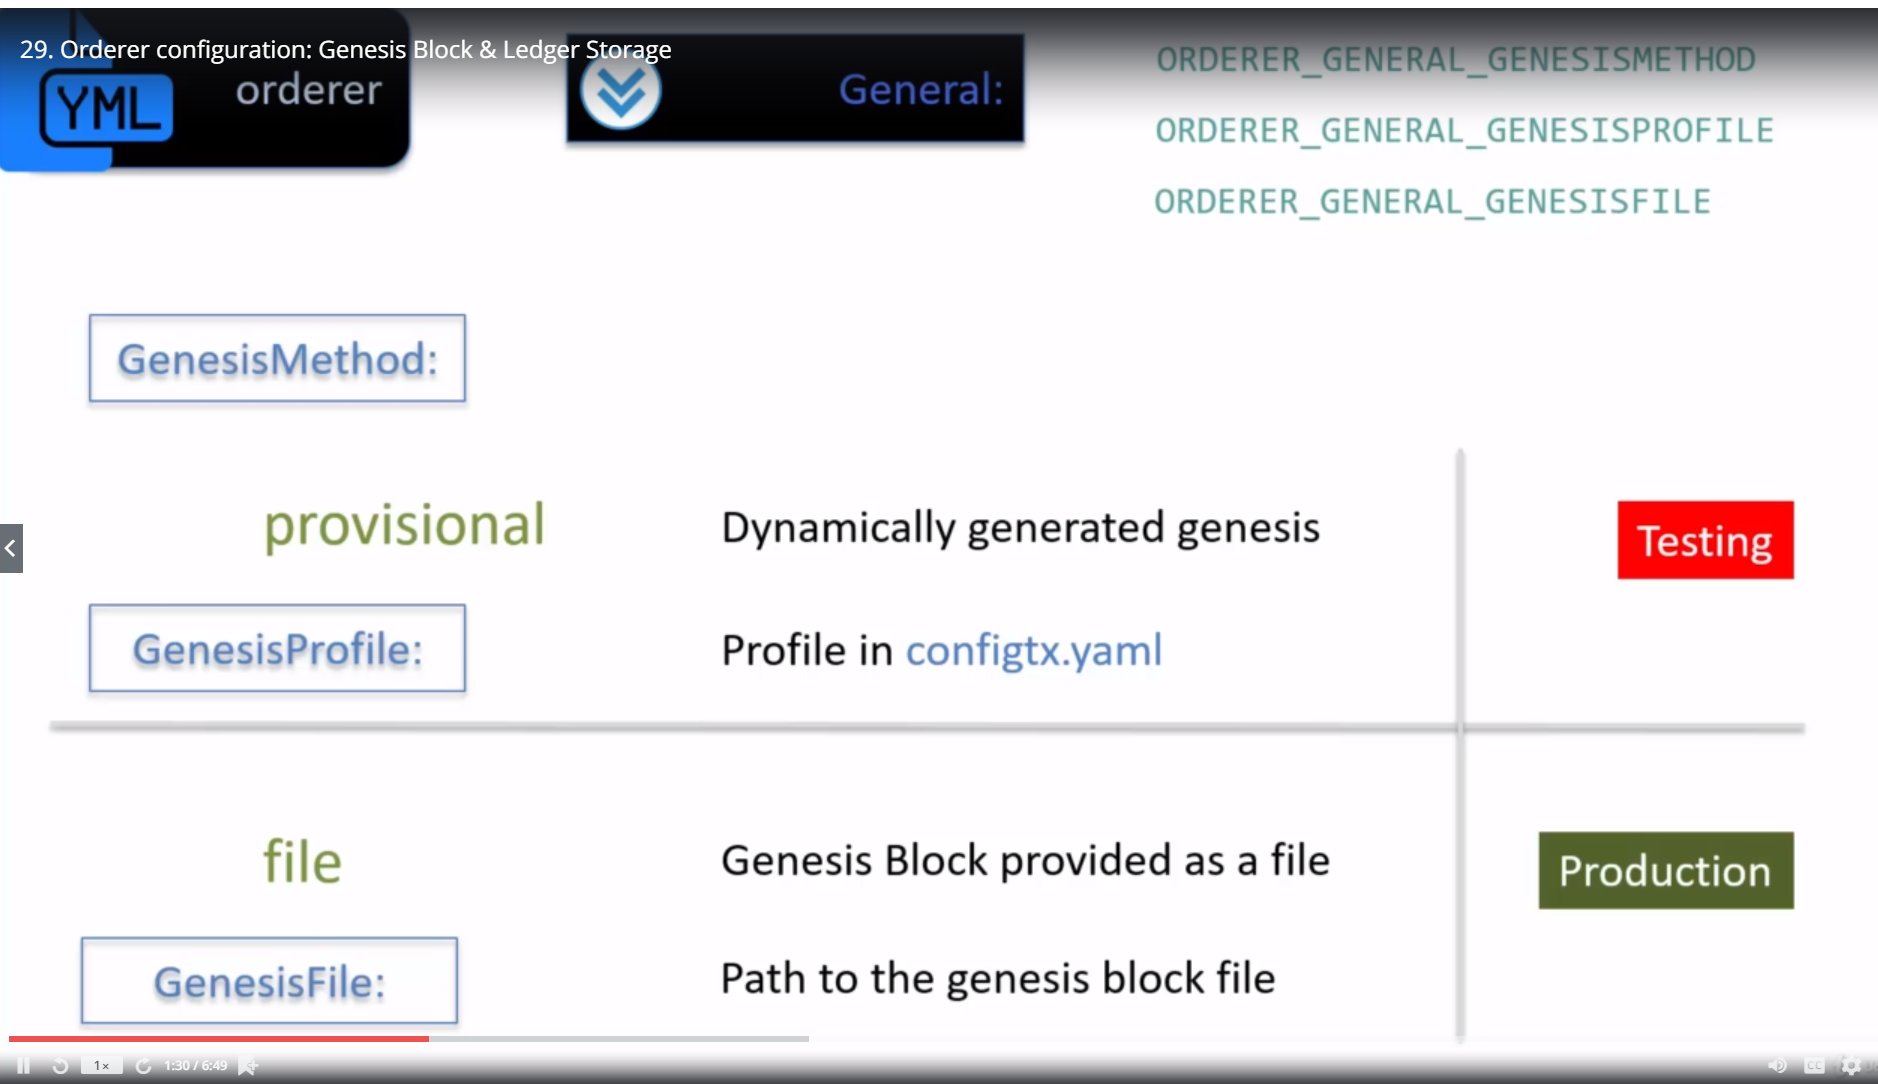 29. Orderer configuration: Genesis Block & Ledger Storage
YML
orderer
General:
ORDERER_GENERAL_GENESISMETHOD
ORDERER_GENERAL_GENESISPROFILE
ORDERER_GENERAL_GENESISFILE
GenesisMethod:
provisional
Dynamically generated genesis
Testing
GenesisProfile:
Profile in configtx.yaml
file
Genesis Block provided as a file
Production
GenesisFile:
Path to the genesis block file
1×
1:30 / 6:49
CC